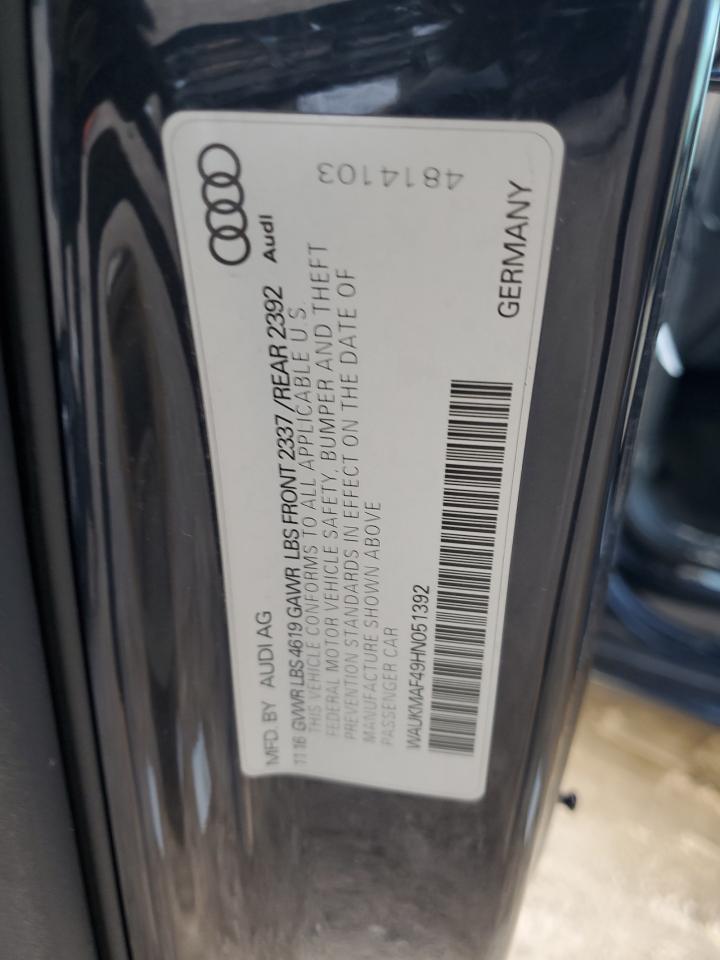 4814103
Audi
MFD. BY AUDI AG
11 16 GVWR LBS 4619 GAWR LBS FRONT 2337/REAR 2392
THIS VEHICLE CONFORMS TO ALL APPLICABLE U S.
FEDERAL MOTOR VEHICLE SAFETY, BUMPER AND THEFT
PREVENTION STANDARDS IN EFFECT ON THE DATE OF
MANUFACTURE SHOWN ABOVE
PASSENGER CAR
WAUKMAF49HN051392
GERMANY